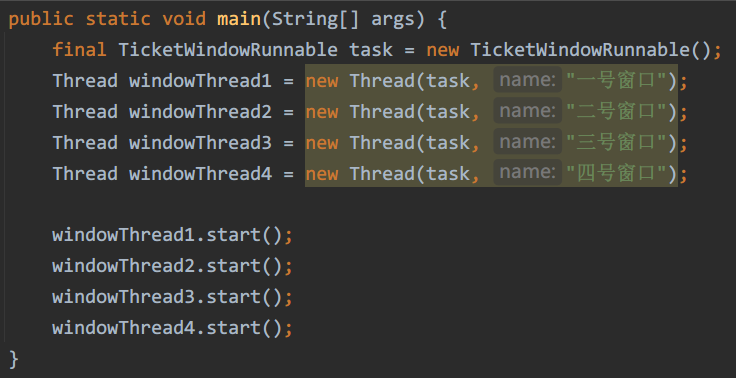 public static void main(String[] args) {
    final TicketWindowRunnable task = new TicketWindowRunnable();
    Thread windowThread1 = new Thread(task, name: "一号窗口");
    Thread windowThread2 = new Thread(task, name: "二号窗口");
    Thread windowThread3 = new Thread(task, name: "三号窗口");
    Thread windowThread4 = new Thread(task, name: "四号窗口");

    windowThread1.start();
    windowThread2.start();
    windowThread3.start();
    windowThread4.start();
}